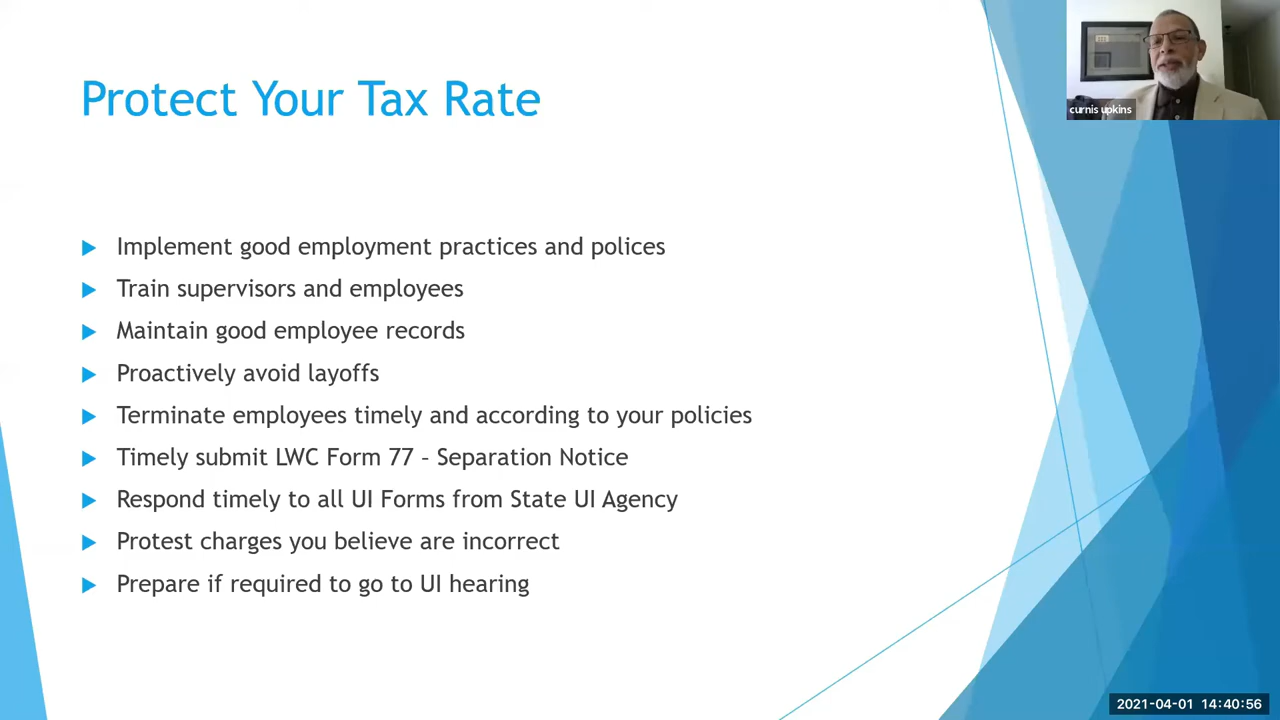 Protect Your Tax Rate
curnis upkins
Implement good employment practices and polices
Train supervisors and employees
Maintain good employee records
Proactively avoid layoffs
Terminate employees timely and according to your policies
Timely submit LWC Form 77 – Separation Notice
Respond timely to all UI Forms from State UI Agency
Protest charges you believe are incorrect
Prepare if required to go to UI hearing
2021-04-01 14:40:56